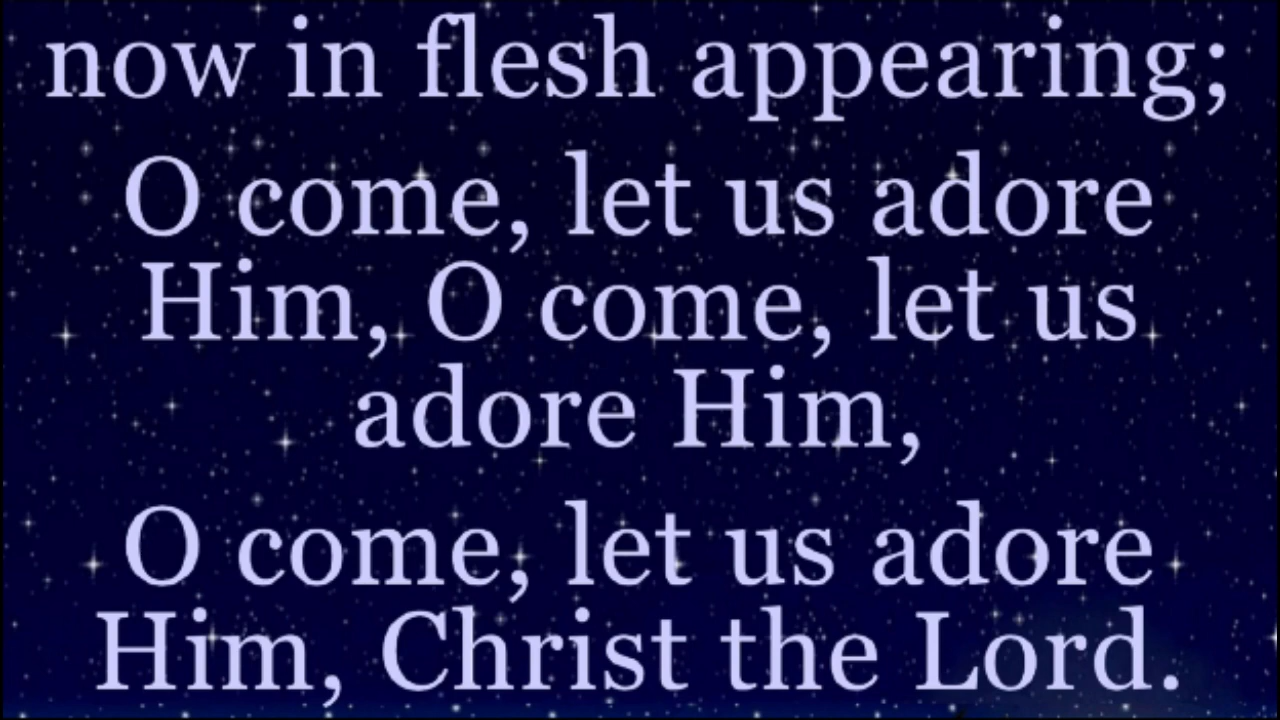 now in flesh appearing;
O come, let us adore
Him, O come, let us
adore Him,
O come, let us adore
Him, Christ the Lord.